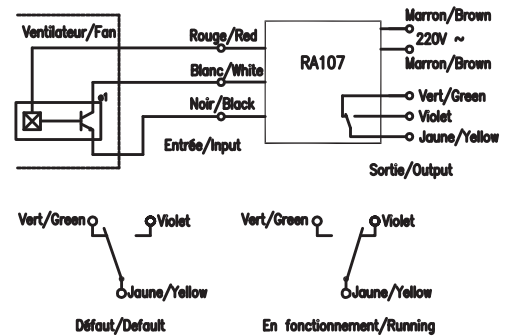 Ventilateur/Fan
Rouge/Red
Blanc/White
Noir/Black
Entrée/Input
1
RA107
Marron/Brown
220V ~
Marron/Brown
Vert/Green
Violet
Jaune/Yellow
Sortie/Output
Vert/Green
Violet
Jaune/Yellow
Défaut/Default
Vert/Green
Violet
Jaune/Yellow
En fonctionnement/Running